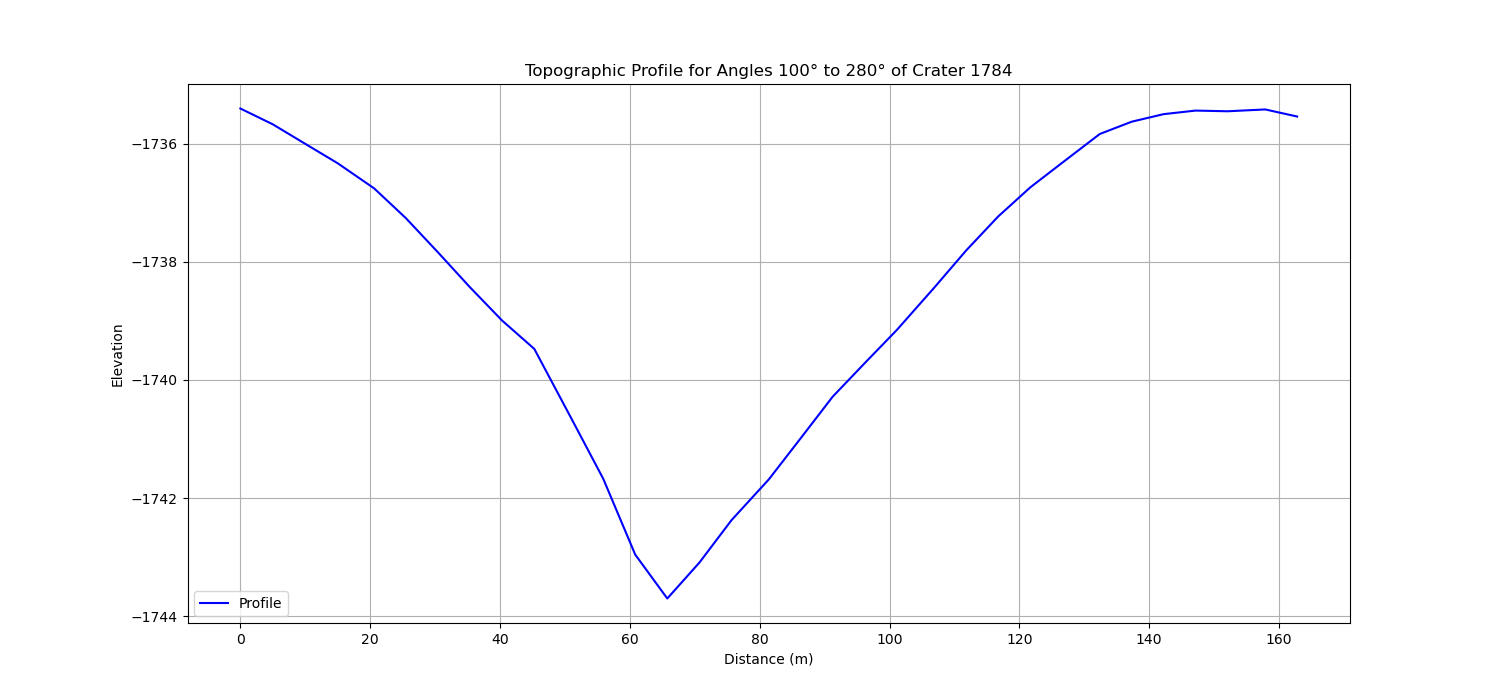 Topographic Profile for Angles 100° to 280° of Crater 1784
Elevation
−1736
−1738
−1740
−1742
−1744
Profile
0 20 40 60 80 100 120 140 160
Distance (m)